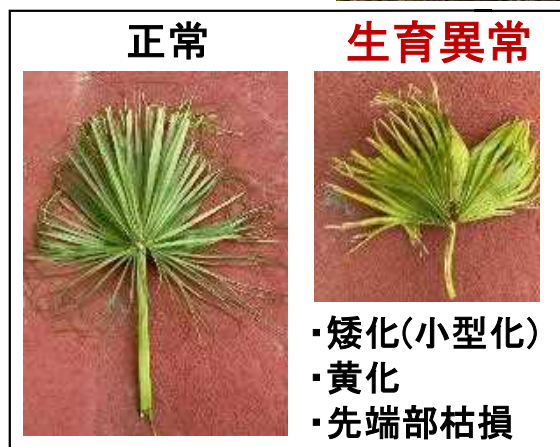 正常
生育異常
・矮化(小型化)
・黄化
・先端部枯損